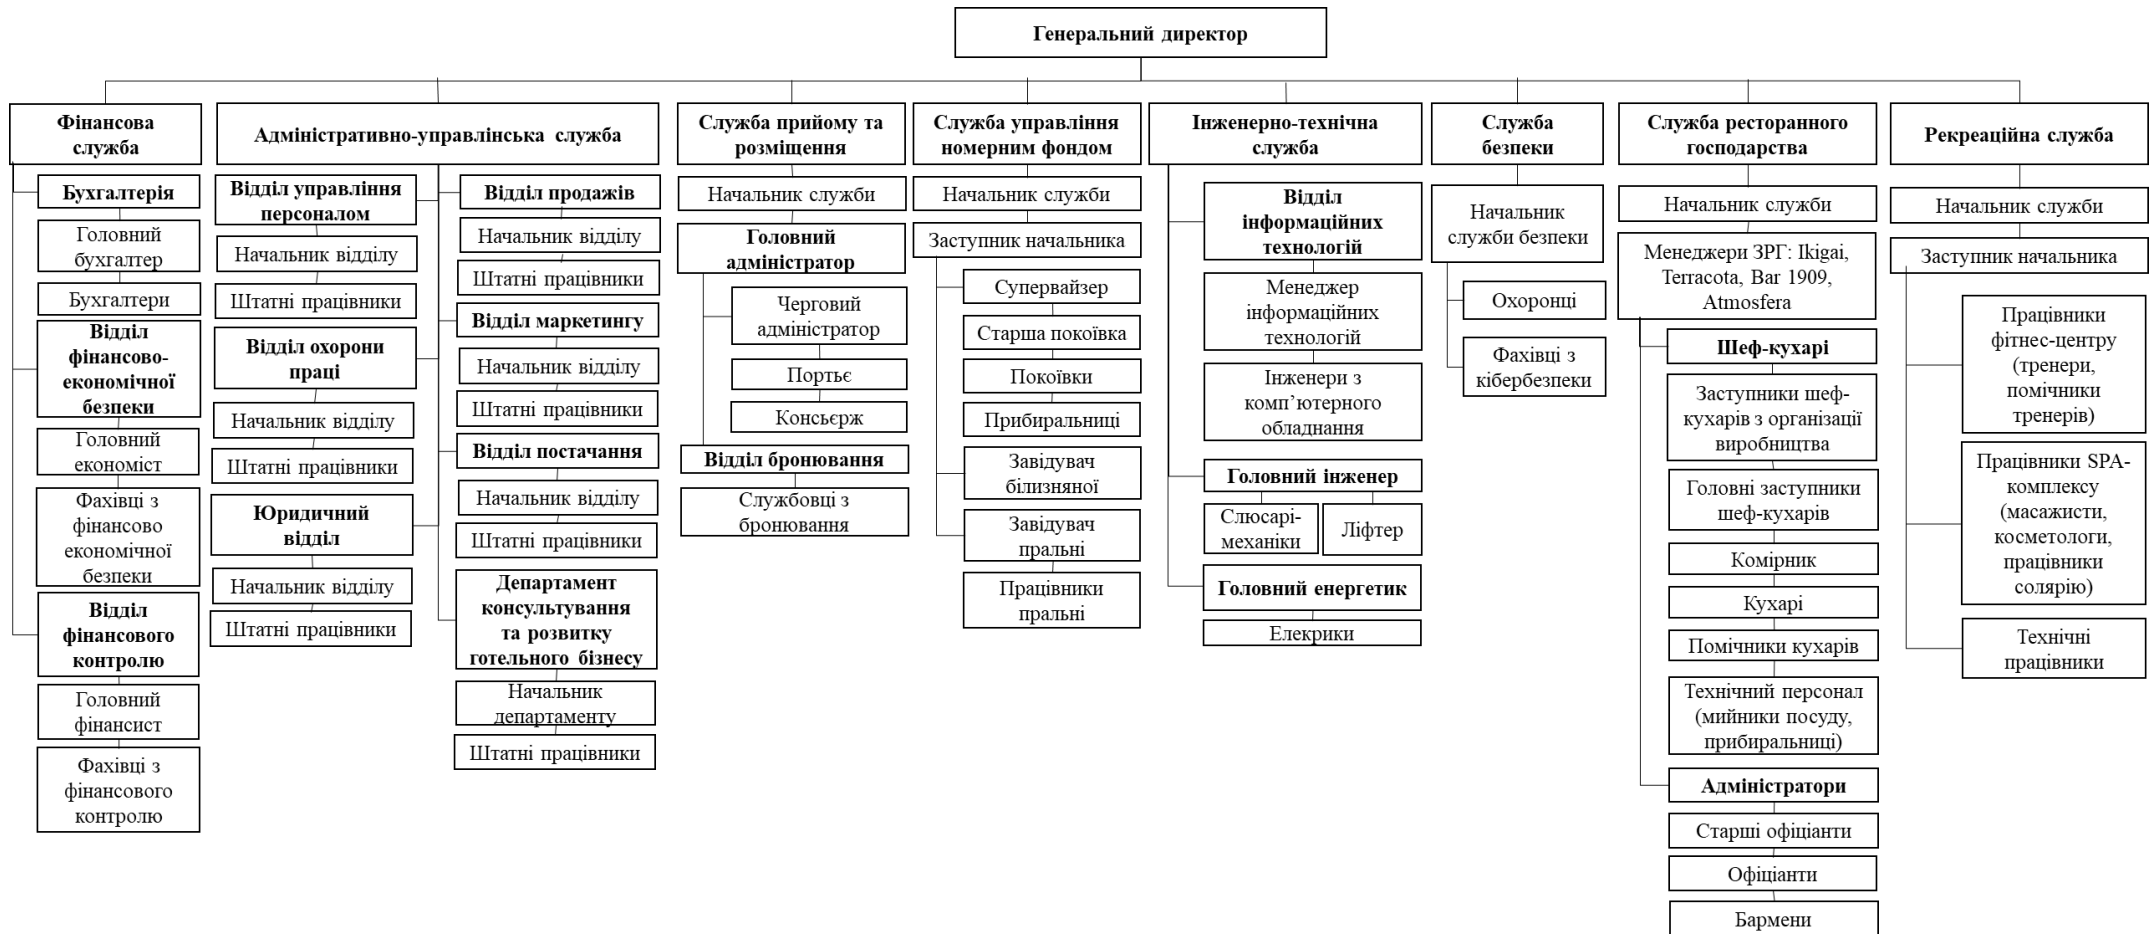 Генеральний директор
Фінансова
служба
Бухгалтерія
Головний
бухгалтер
Бухгалтери
Відділ
фінансово-
економічної
безпеки
Головний
економіст
Фахівці з
фінансово
економічної
безпеки
Відділ
фінансового
контролю
Головний
фінансист
Фахівці з
фінансового
контролю
Адміністративно-управлінська служба
Відділ управління
персоналом
Начальник відділу
Штатні працівники
Відділ охорони
праці
Начальник відділу
Штатні працівники
Юридичний
відділ
Начальник відділу
Штатні працівники
Відділ продажів
Начальник відділу
Штатні працівники
Відділ маркетингу
Начальник відділу
Штатні працівники
Відділ постачання
Начальник відділу
Штатні працівники
Департамент
консультування
та розвитку
готельного бізнесу
Начальник
департаменту
Штатні працівники
Служба прийому та
розміщення
Начальник служби
Головний
адміністратор
Черговий
адміністратор
Портьє
Консьєрж
Відділ бронювання
Службовці з
бронювання
Служба управління
номерним фондом
Начальник служби
Заступник начальника
Супервайзер
Старша покоївка
Покоївки
Прибиральниці
Завідувач
білизняної
Завідувач
пральні
Працівники
пральні
Інженерно-технічна
служба
Відділ
інформаційних
технологій
Менеджер
інформаційних
технологій
Інженери з
комп’ютерного
обладнання
Головний інженер
Слюсарі-
механіки
Ліфтер
Головний енергетик
Елекрики
Служба
безпеки
Начальник
служби безпеки
Охоронці
Фахівці з
кібербезпеки
Служба ресторанного
господарства
Начальник служби
Менеджери ЗРГ: Ikigai,
Terracota, Bar 1909,
Atmosfera
Шеф-кухарі
Заступники шеф-
кухарів з організації
виробництва
Головні заступники
шеф-кухарів
Комірник
Кухарі
Помічники кухарів
Технічний персонал
(мийники посуду,
прибиральниці)
Адміністратори
Старші офіціанти
Офіціанти
Бармени
Рекреаційна служба
Начальник служби
Заступник начальника
Працівники
фітнес-центру
(тренери,
помічники
тренерів)
Працівники SPA-
комплексу
(масажисти,
косметологи,
працівники
солярію)
Технічні
працівники